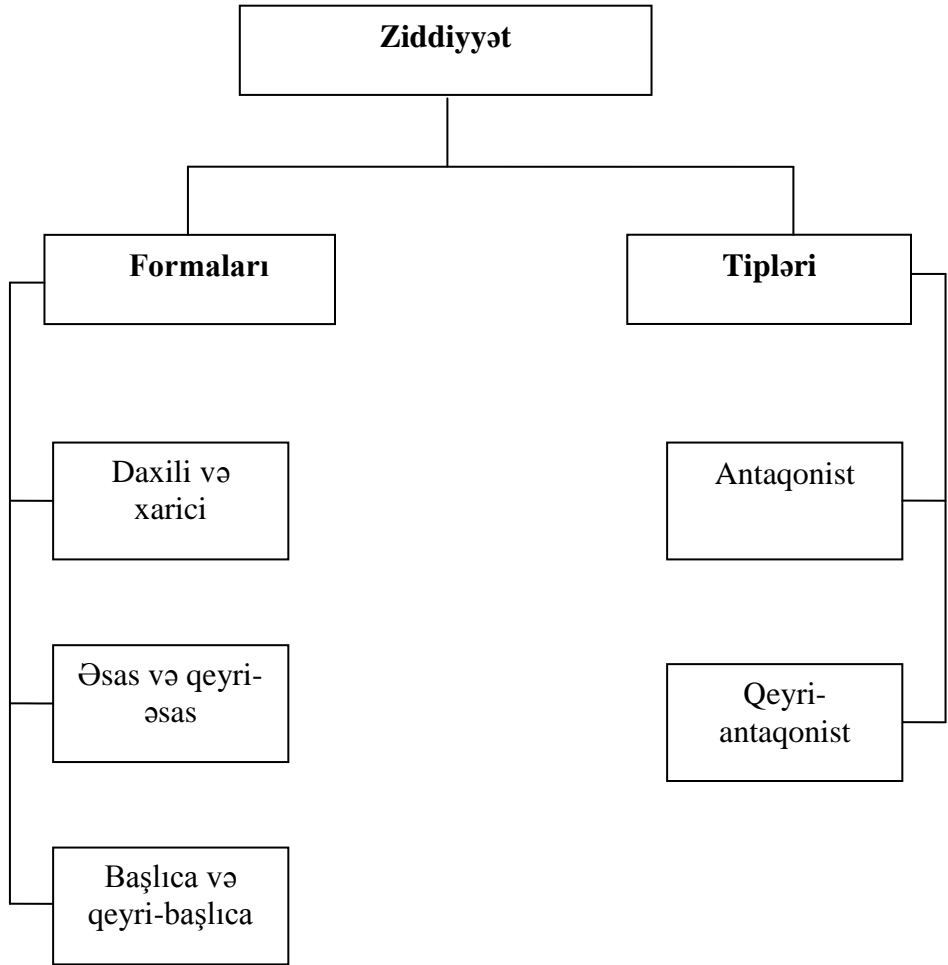 Ziddiyyət
Formaları
Tipləri
Daxili və
xarici
Əsas və qeyri-
əsas
Başlıca və
qeyri-başlıca
Antaqonist
Qeyri-
antaqonist